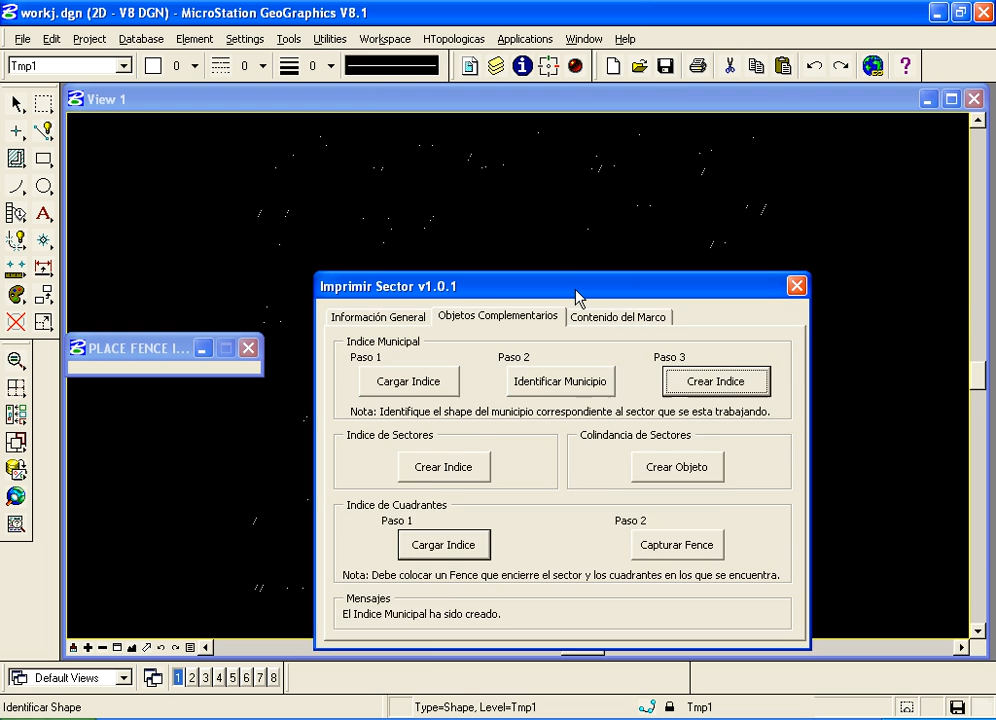 workj.dgn (2D - V8 DGN) - MicroStation GeoGraphics V8.1
File Edit Project Database Element Settings Tools Utilities Workspace HTopologicas Applications Window Help
Tmp1 0 0 0
View 1
Imprimir Sector v1.0.1
Información General Objetos Complementarios Contenido del Marco
PLACE FENCE I...
Indice Municipal
Paso 1 Paso 2 Paso 3
Cargar Indice Identificar Municipio Crear Indice
Nota: Identifique el shape del municipio correspondiente al sector que se esta trabajando.
Indice de Sectores Colindancia de Sectores
Crear Indice Crear Objeto
Indice de Cuadrantes
Paso 1 Paso 2
Cargar Indice Capturar Fence
Nota: Debe colocar un Fence que encierre el sector y los cuadrantes en los que se encuentra.
Mensajes
El Indice Municipal ha sido creado.
Default Views 1 2 3 4 5 6 7 8
Identificar Shape Type=Shape, Level=Tmp1 Tmp1